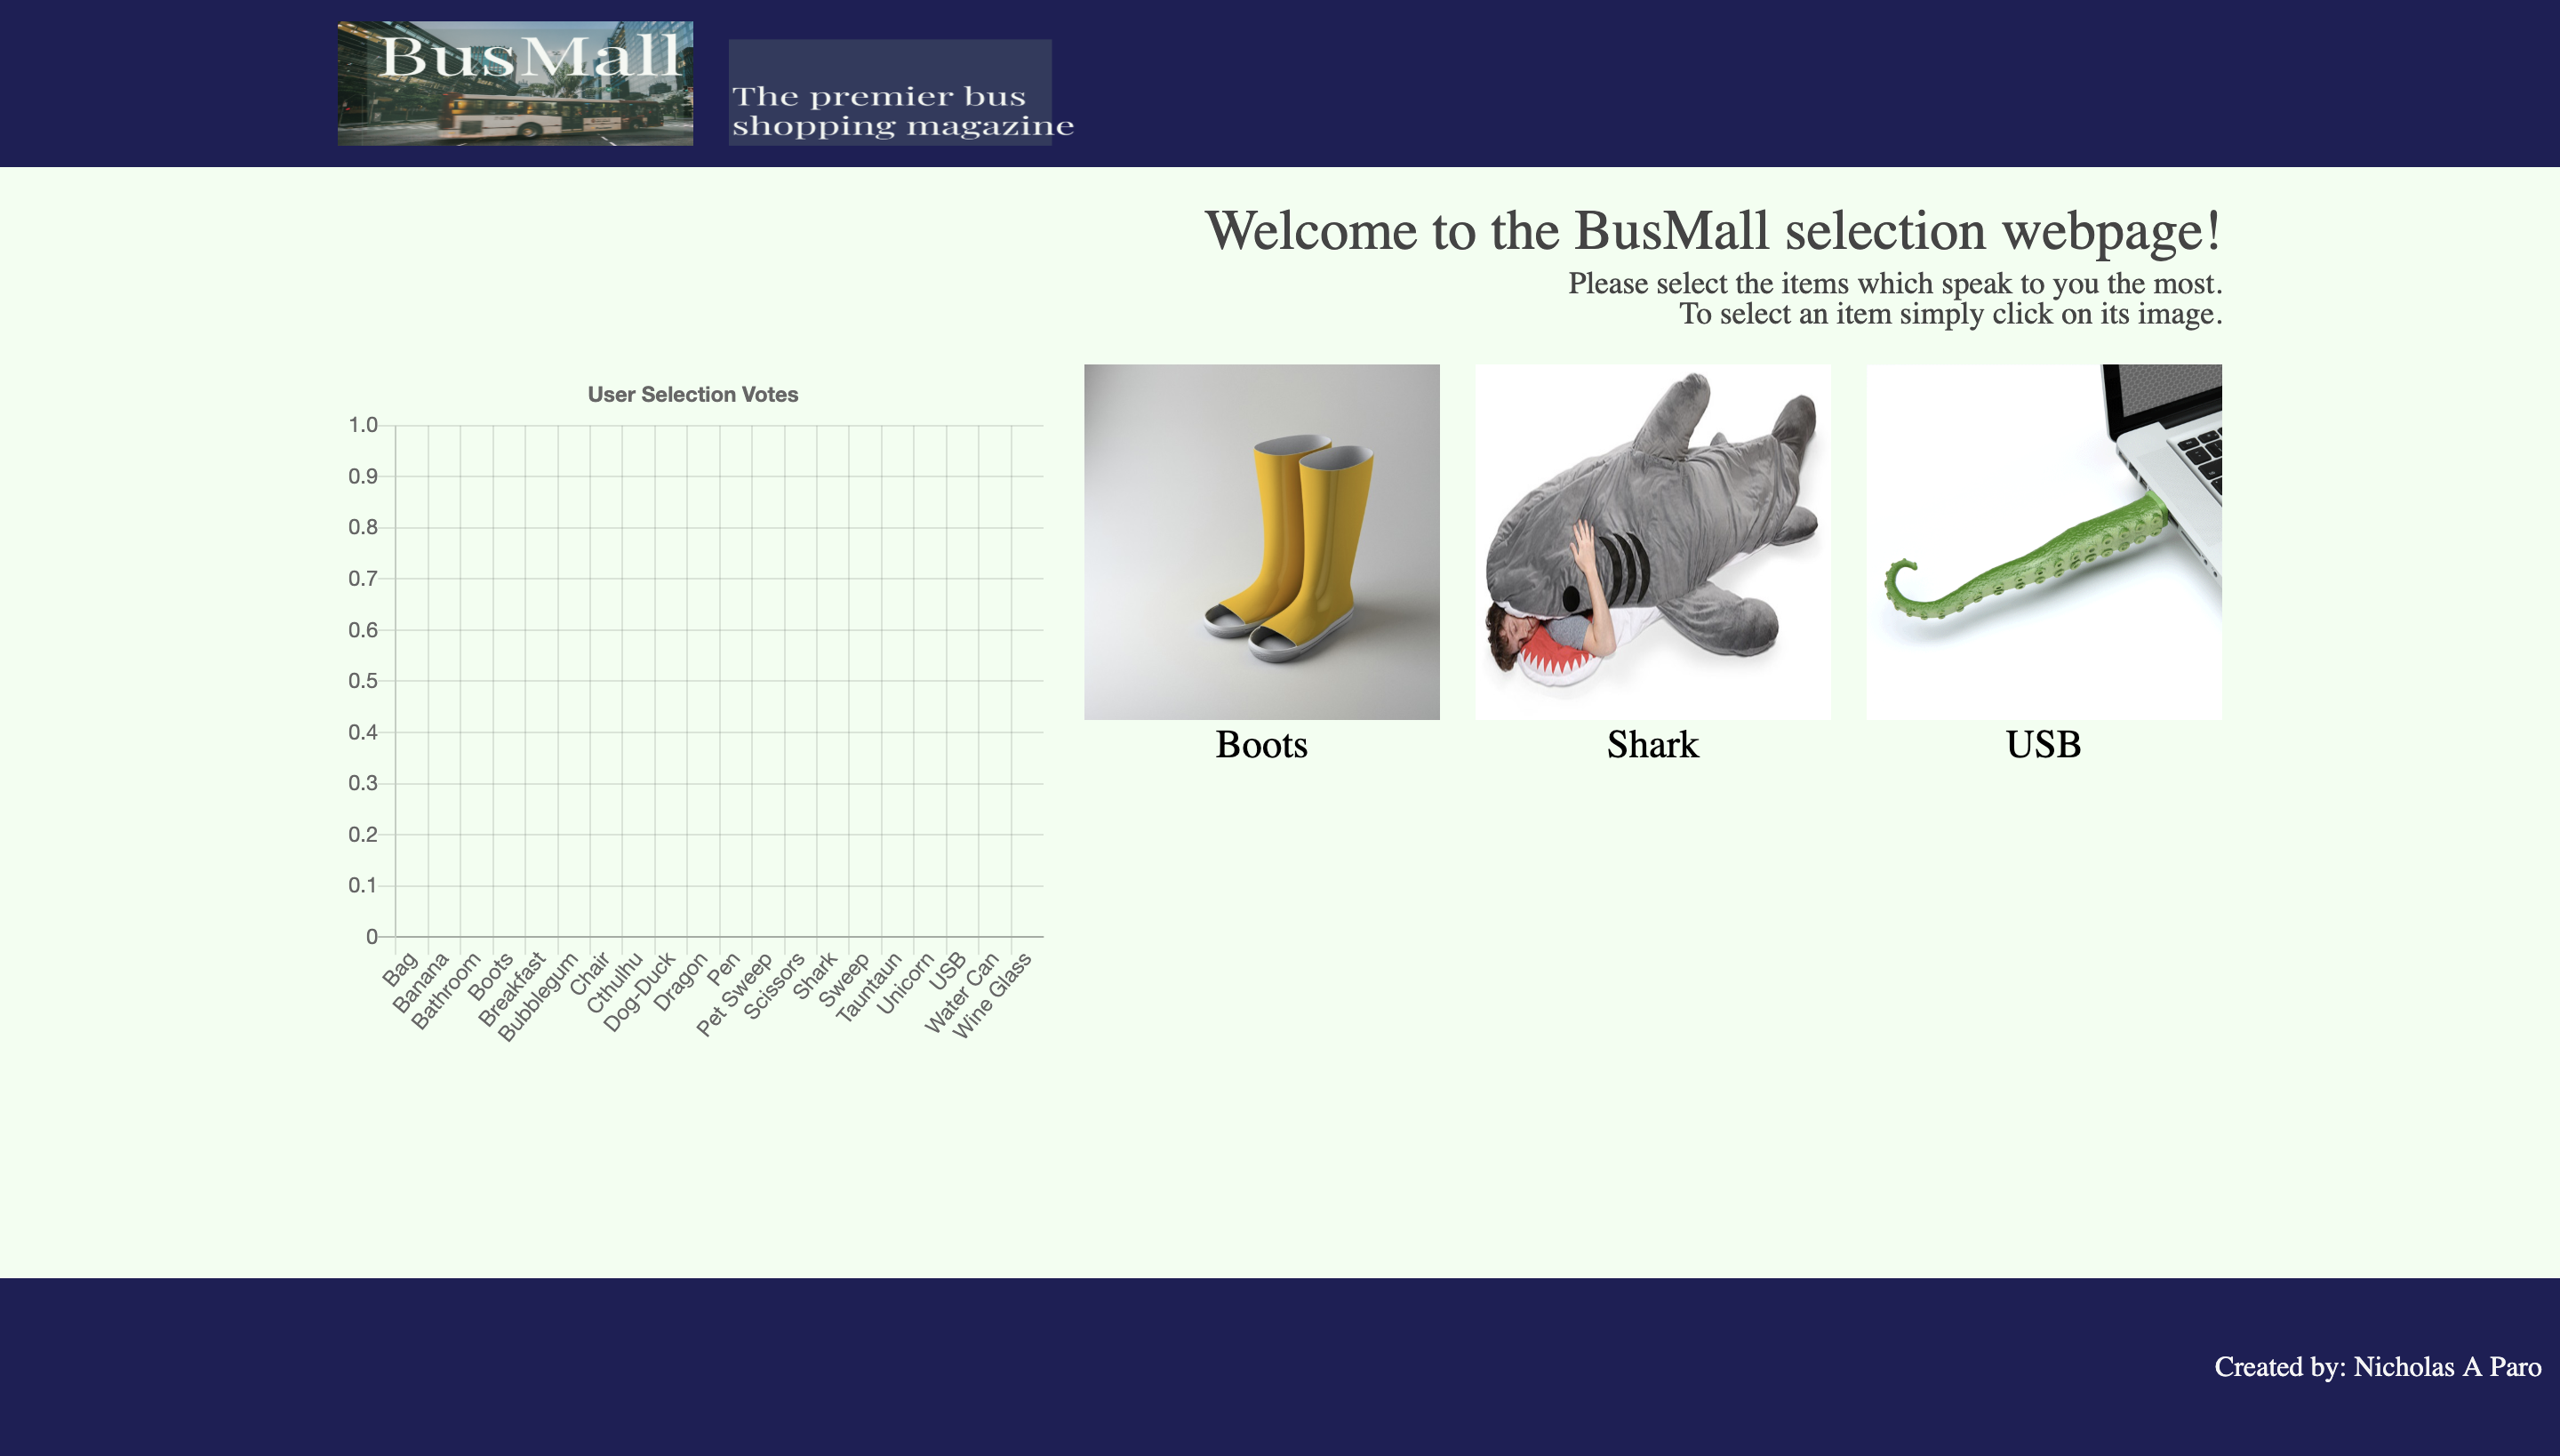 BusMall
The premier bus
shopping magazine
Welcome to the BusMall selection webpage!
Please select the items which speak to you the most.
To select an item simply click on its image.
User Selection Votes
1.0
0.9
0.8
0.7
0.6
0.5
0.4
0.3
0.2
0.1
0
Bag
Banana
Bathroom
Boots
Breakfast
Bubblegum
Chair
Cthulhu
Dog-Duck
Dragon
Pen
Pet Sweep
Scissors
Shark
Sweep
Tauntaun
Unicorn
USB
Water Can
Wine Glass
Boots
Shark
USB
Created by: Nicholas A Paro